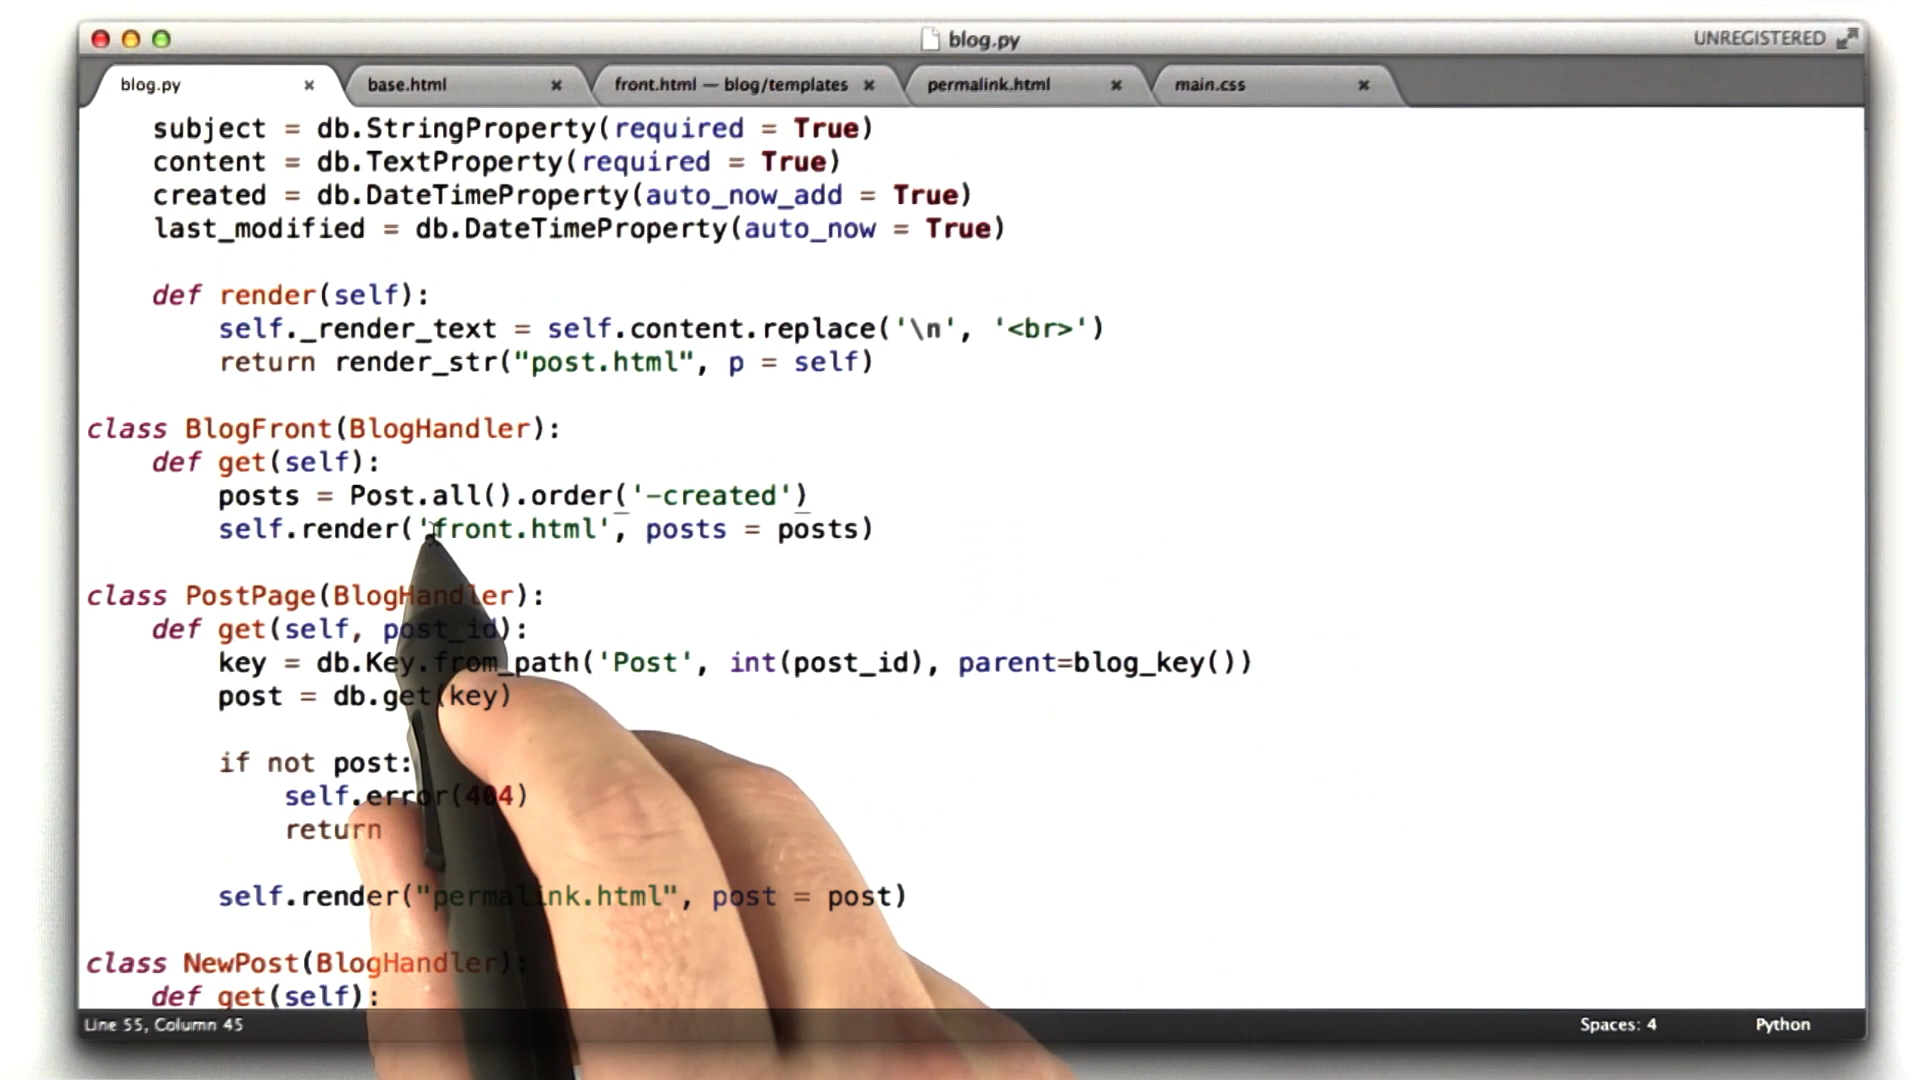 blog.py
UNREGISTERED
blog.py
base.html
front.html — blog/templates
permalink.html
main.css
subject = db.StringProperty(required = True)
content = db.TextProperty(required = True)
created = db.DateTimeProperty(auto_now_add = True)
last_modified = db.DateTimeProperty(auto_now = True)
def render(self):
self._render_text = self.content.replace('\n', '<br>')
return render_str("post.html", p = self)
class BlogFront(BlogHandler):
def get(self):
posts = Post.all().order('-created')
self.render('front.html', posts = posts)
class PostPage(BlogHandler):
def get(self, post_id):
key = db.Key.from_path('Post', int(post_id), parent=blog_key())
post = db.get(key)
if not post:
self.error(404)
return
self.render("permalink.html", post = post)
class NewPost(BlogHandler):
def get(self):
Line 55, Column 45
Spaces: 4
Python